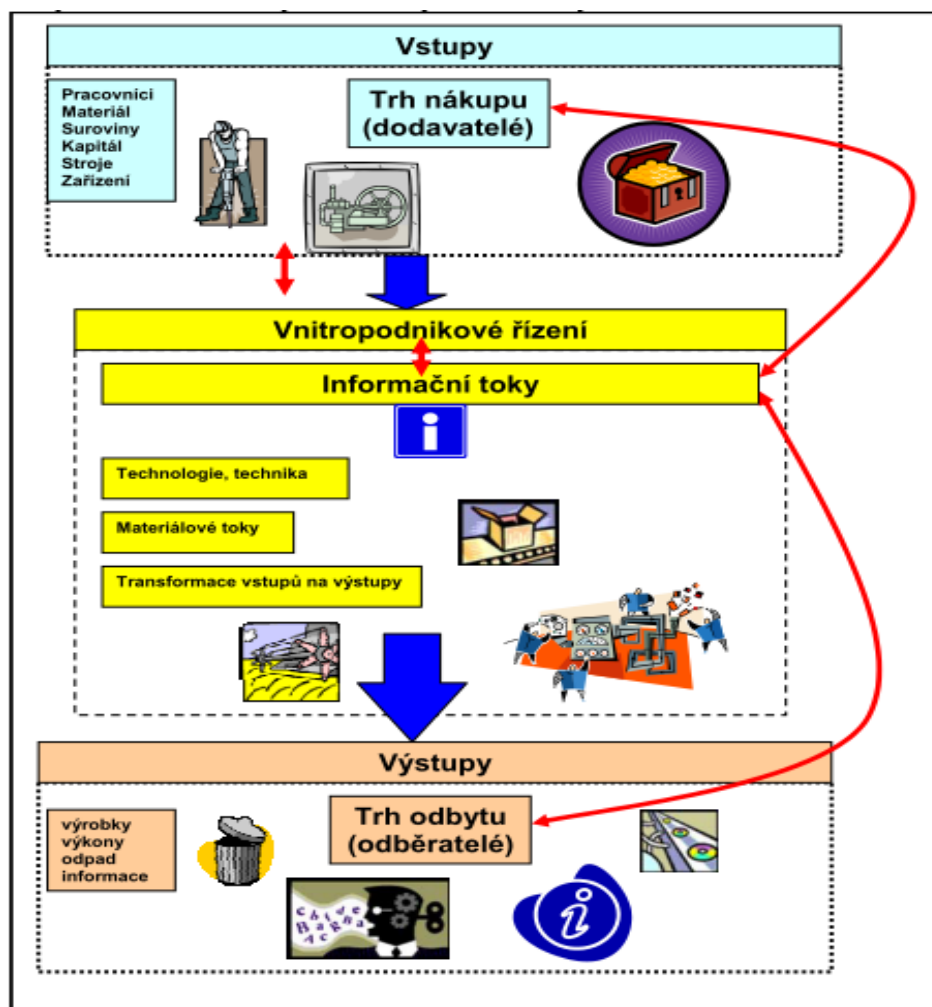 Vstupy
Pracovníci
Materiál
Suroviny
Kapitál
Stroje
Zařízení
Trh nákupu
(dodavatelé)
Vnitropodnikové řízení
Informační toky
i
Technologie, technika
Materiálové toky
Transformace vstupů na výstupy
Výstupy
výrobky
výkony
odpad
informace
Trh odbytu
(odběratelé)
i